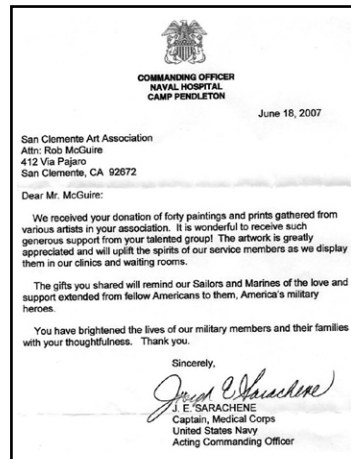 COMMANDING OFFICER
NAVAL HOSPITAL
CAMP PENDLETON
June 18, 2007
San Clemente Art Association
Attn: Rob McGuire
412 Via Pajaro
San Clemente, CA 92672
Dear Mr. McGuire:
We received your donation of forty paintings and prints gathered from
various artists in your association. It is wonderful to receive such
generous support from your talented group! The artwork is greatly
appreciated and will uplift the spirits of our service members as we display
them in our clinics and waiting rooms.
The gifts you shared will remind our Sailors and Marines of the love and
support extended from fellow Americans to them, America's military
heroes.
You have brightened the lives of our military members and their families
with your thoughtfulness. Thank you.
Sincerely,
Joseph E Sarachene
J. E. SARACHENE
Captain, Medical Corps
United States Navy
Acting Commanding Officer